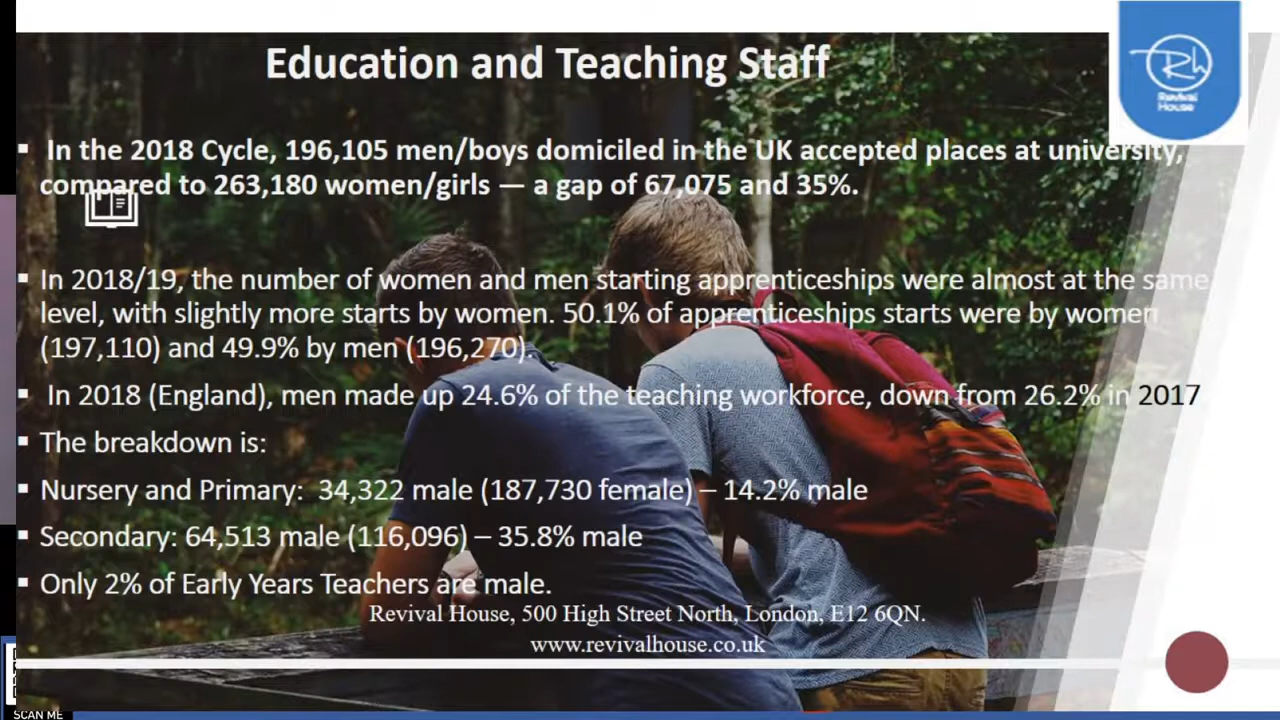 Education and Teaching Staff
Rh
Revival
House
▪ In the 2018 Cycle, 196,105 men/boys domiciled in the UK accepted places at university,
compared to 263,180 women/girls — a gap of 67,075 and 35%.
▪ In 2018/19, the number of women and men starting apprenticeships were almost at the same
level, with slightly more starts by women. 50.1% of apprenticeships starts were by women
(197,110) and 49.9% by men (196,270).
▪ In 2018 (England), men made up 24.6% of the teaching workforce, down from 26.2% in 2017
▪ The breakdown is:
▪ Nursery and Primary: 34,322 male (187,730 female) – 14.2% male
▪ Secondary: 64,513 male (116,096) – 35.8% male
▪ Only 2% of Early Years Teachers are male.
Revival House, 500 High Street North, London, E12 6QN.
www.revivalhouse.co.uk
SCAN ME